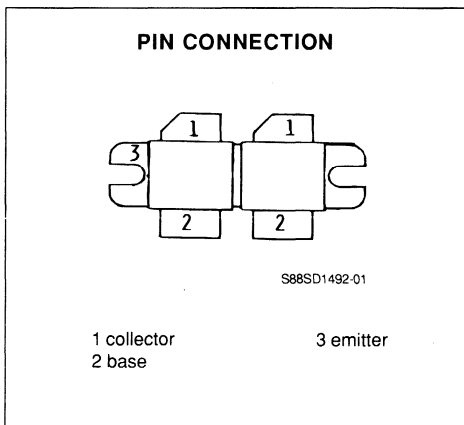 PIN CONNECTION
1 1
3
2 2
S88SD1492-01
1 collector 3 emitter
2 base